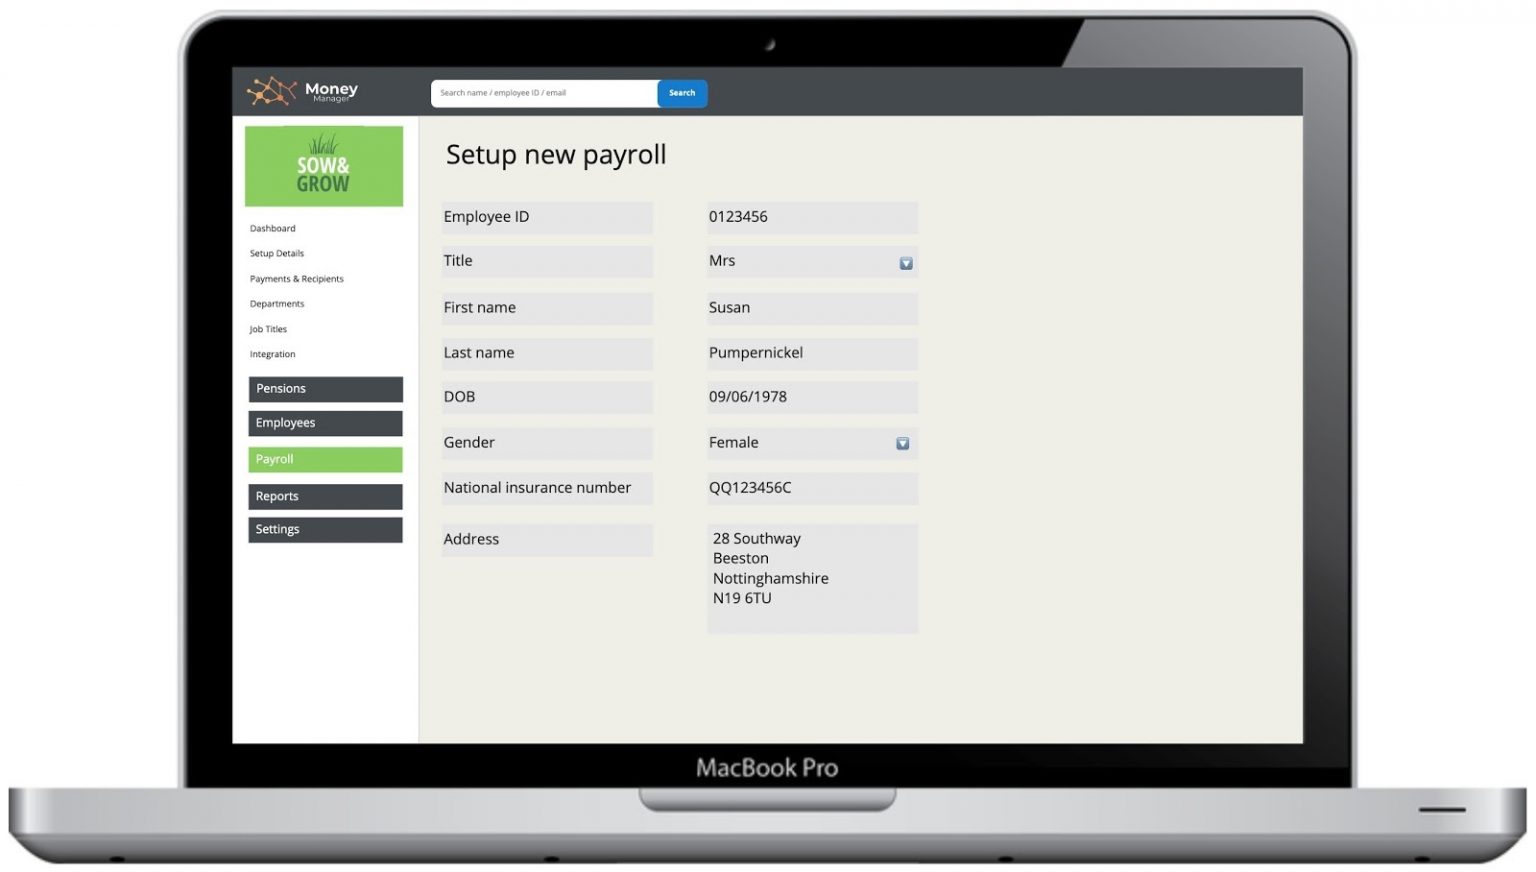 Money
Manager
Search name / employee ID / email
Search
SOW&
GROW
Dashboard
Setup Details
Payments & Recipients
Departments
Job Titles
Integration
Pensions
Employees
Payroll
Reports
Settings
Setup new payroll
Employee ID 0123456
Title Mrs
First name Susan
Last name Pumpernickel
DOB 09/06/1978
Gender Female
National insurance number QQ123456C
Address 28 Southway
Beeston
Nottinghamshire
N19 6TU
MacBook Pro